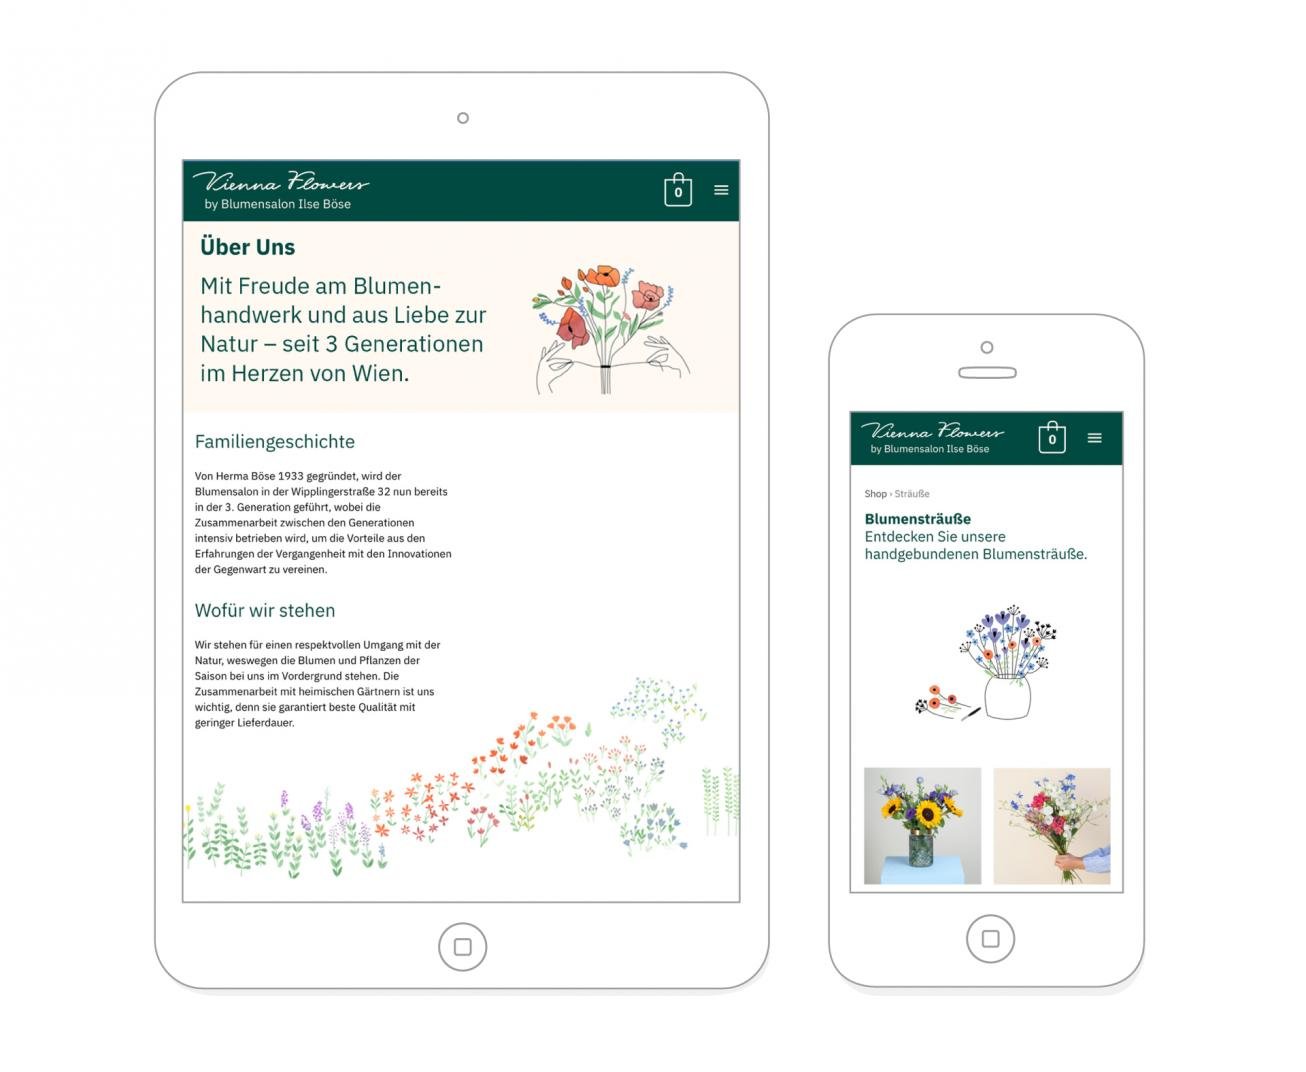 Vienna Flowers
by Blumensalon Ilse Böse
0
Über Uns
Mit Freude am Blumen-
handwerk und aus Liebe zur
Natur – seit 3 Generationen
im Herzen von Wien.
Familiengeschichte
Von Herma Böse 1933 gegründet, wird der
Blumensalon in der Wipplingerstraße 32 nun bereits
in der 3. Generation geführt, wobei die
Zusammenarbeit zwischen den Generationen
intensiv betrieben wird, um die Vorteile aus den
Erfahrungen der Vergangenheit mit den Innovationen
der Gegenwart zu vereinen.
Wofür wir stehen
Wir stehen für einen respektvollen Umgang mit der
Natur, weswegen die Blumen und Pflanzen der
Saison bei uns im Vordergrund stehen. Die
Zusammenarbeit mit heimischen Gärtnern ist uns
wichtig, denn sie garantiert beste Qualität mit
geringer Lieferdauer.
Vienna Flowers
by Blumensalon Ilse Böse
0
Shop › Sträuße
Blumensträuße
Entdecken Sie unsere
handgebundenen Blumensträuße.